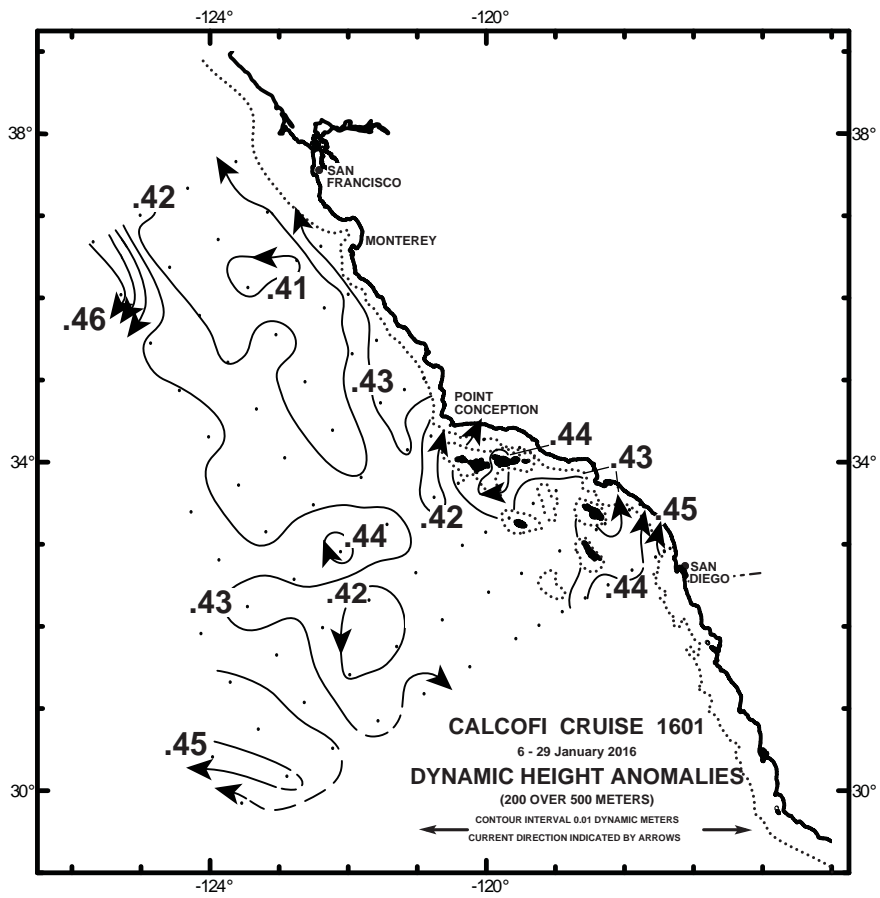 -124°
-120°
38°
38°
SAN
FRANCISCO
.42
MONTEREY
.41
.46
.43
POINT
CONCEPTION
.44
.43
34°
34°
.42
.45
.44
SAN
DIEGO
.44
.42
.43
.45
CALCOFI CRUISE 1601
6 - 29 January 2016
DYNAMIC HEIGHT ANOMALIES
(200 OVER 500 METERS)
CONTOUR INTERVAL 0.01 DYNAMIC METERS
CURRENT DIRECTION INDICATED BY ARROWS
30°
30°
-124°
-120°